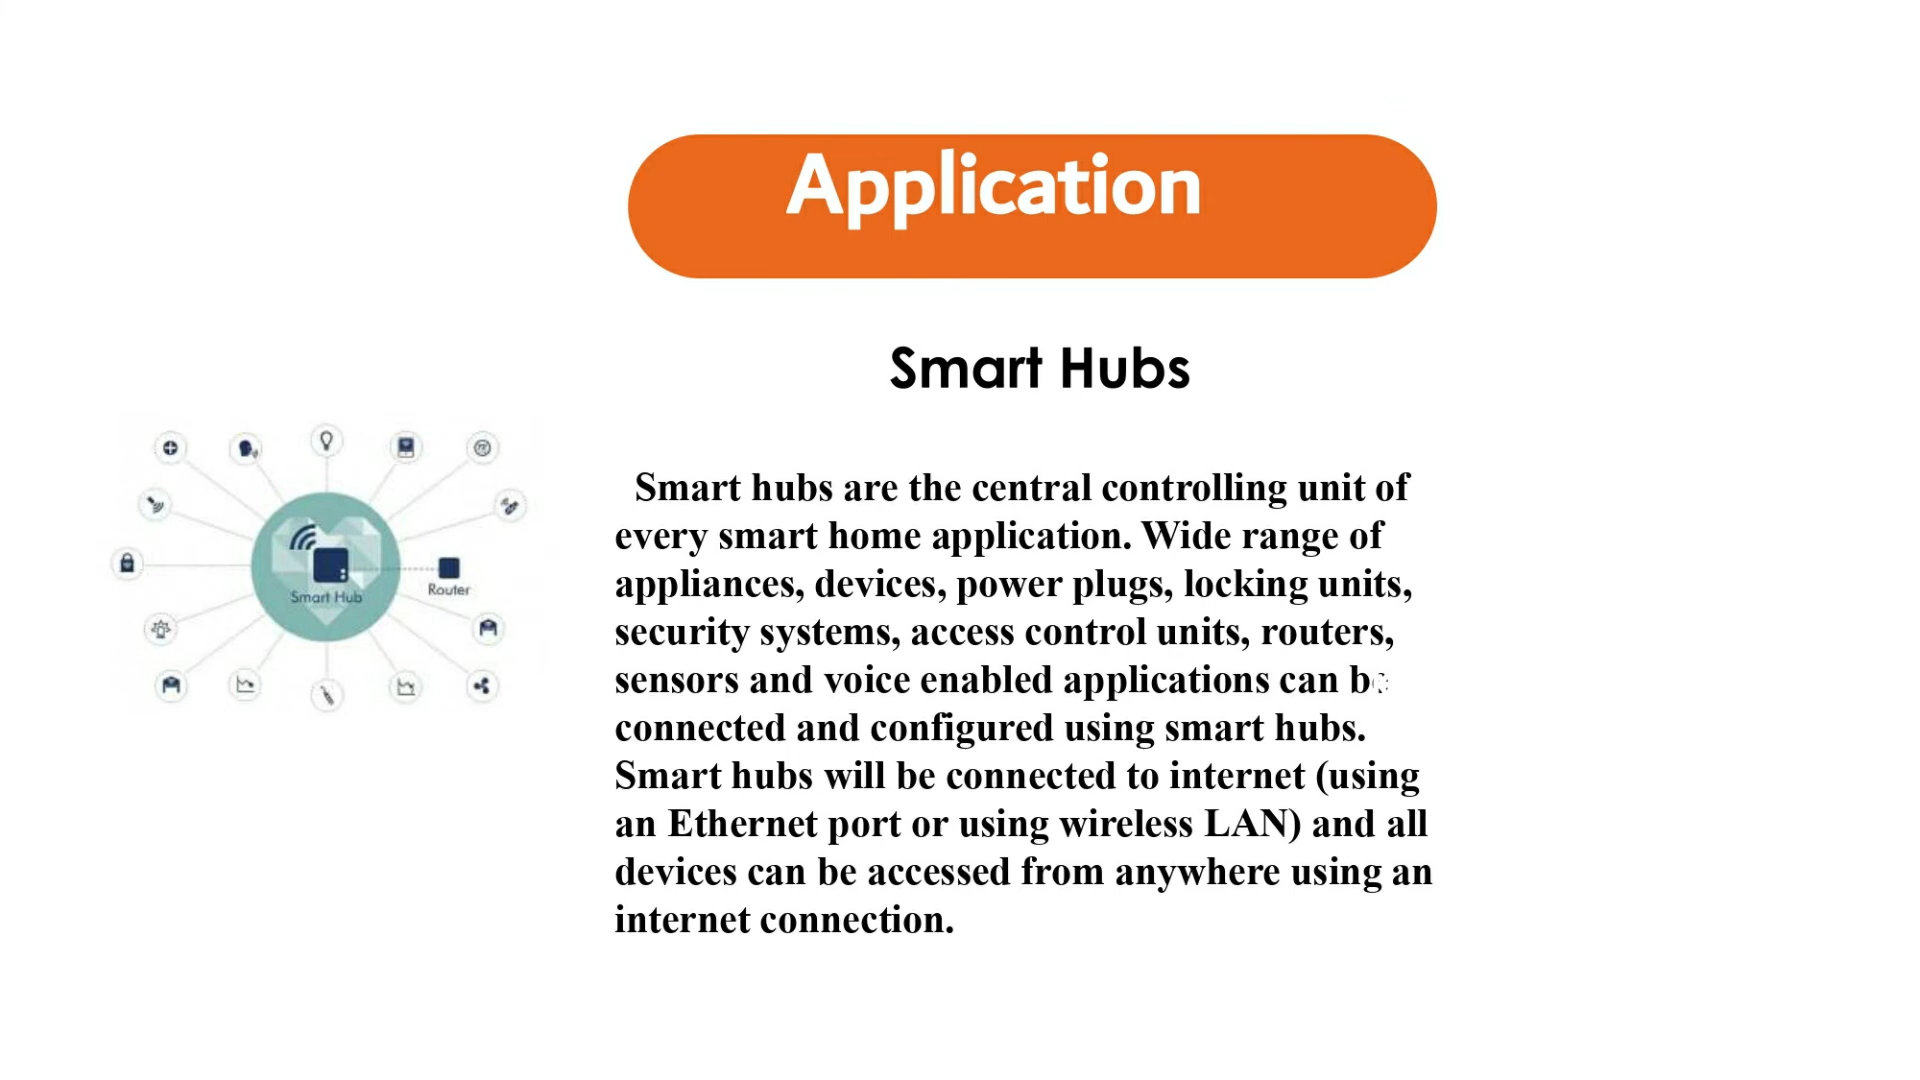 Application
Smart Hubs
Smart Hub
Router
Smart hubs are the central controlling unit of
every smart home application. Wide range of
appliances, devices, power plugs, locking units,
security systems, access control units, routers,
sensors and voice enabled applications can be
connected and configured using smart hubs.
Smart hubs will be connected to internet (using
an Ethernet port or using wireless LAN) and all
devices can be accessed from anywhere using an
internet connection.